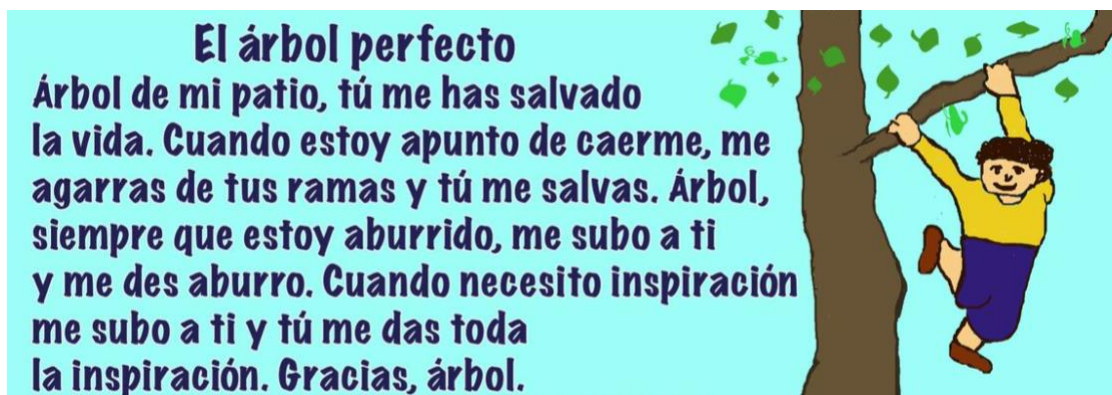 El árbol perfecto
Árbol de mi patio, tú me has salvado
la vida. Cuando estoy apunto de caerme, me
agarras de tus ramas y tú me salvas. Árbol,
siempre que estoy aburrido, me subo a ti
y me des aburro. Cuando necesito inspiración
me subo a ti y tú me das toda
la inspiración. Gracias, árbol.